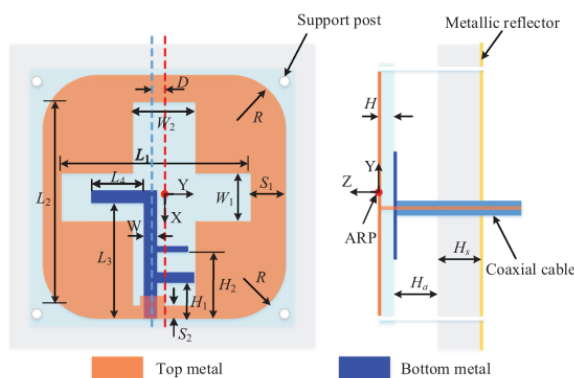 Support post
Metallic reflector
D
R
W2
L1
L4
L2
Y
X
W1
S1
W
L3
H2
H1
R
S2
H
Y
Z
ARP
Hs
Coaxial cable
Ha
Top metal
Bottom metal